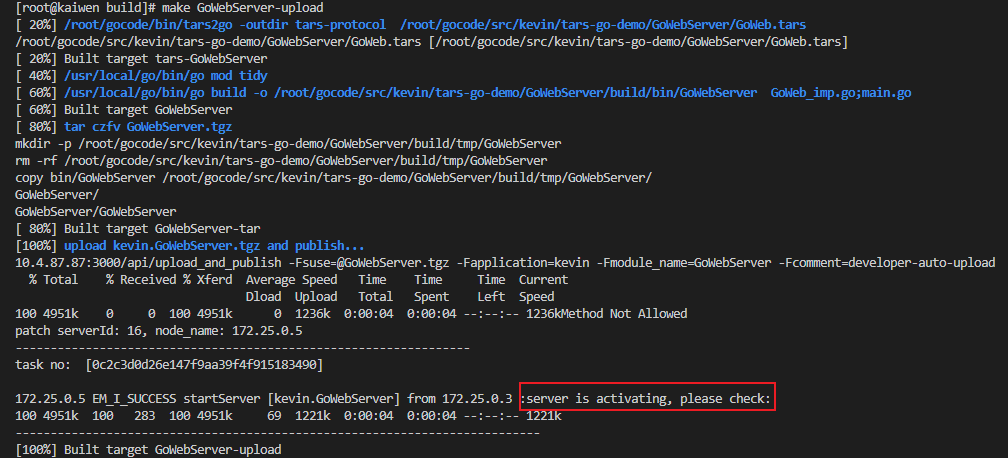 [root@kaiwen build]# make GoWebServer-upload
[ 20%] /root/gocode/bin/tars2go -outdir tars-protocol  /root/gocode/src/kevin/tars-go-demo/GoWebServer/GoWeb.tars
/root/gocode/src/kevin/tars-go-demo/GoWebServer/GoWeb.tars [/root/gocode/src/kevin/tars-go-demo/GoWebServer/GoWeb.tars]
[ 20%] Built target tars-GoWebServer
[ 40%] /usr/local/go/bin/go mod tidy
[ 60%] /usr/local/go/bin/go build -o /root/gocode/src/kevin/tars-go-demo/GoWebServer/build/bin/GoWebServer  GoWeb_imp.go;main.go
[ 60%] Built target GoWebServer
[ 80%] tar czfv GoWebServer.tgz
mkdir -p /root/gocode/src/kevin/tars-go-demo/GoWebServer/build/tmp/GoWebServer
rm -rf /root/gocode/src/kevin/tars-go-demo/GoWebServer/build/tmp/GoWebServer
copy bin/GoWebServer /root/gocode/src/kevin/tars-go-demo/GoWebServer/build/tmp/GoWebServer/
GoWebServer/
GoWebServer/GoWebServer
[ 80%] Built target GoWebServer-tar
[100%] upload kevin.GoWebServer.tgz and publish...
10.4.87.87:3000/api/upload_and_publish -Fsuse=@GoWebServer.tgz -Fapplication=kevin -Fmodule_name=GoWebServer -Fcomment=developer-auto-upload
  % Total    % Received % Xferd  Average Speed   Time    Time     Time  Current
                                 Dload  Upload   Total   Spent    Left  Speed
100 4951k    0     0  100 4951k      0  1236k  0:00:04  0:00:04 --:--:-- 1236kMethod Not Allowed
patch serverId: 16, node_name: 172.25.0.5
---------------------------------------------------------------
task no:  [0c2c3d0d26e147f9aa39f4f915183490]
172.25.0.5 EM_I_SUCCESS startServer [kevin.GoWebServer] from 172.25.0.3 :server is activating, please check:
100 4951k  100   283  100 4951k     69  1221k  0:00:04  0:00:04 --:--:-- 1221k
-------------------------------------------------------------------------
[100%] Built target GoWebServer-upload